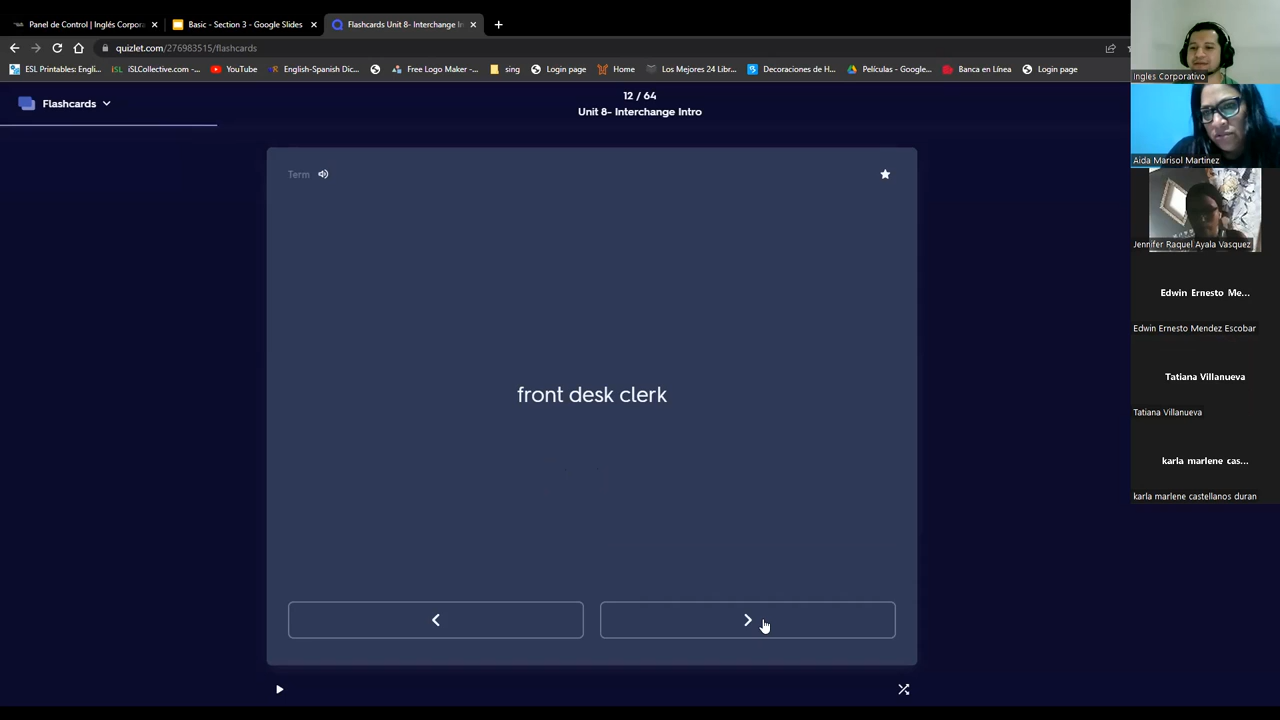 Panel de Control | Inglés Corpora
Basic - Section 3 - Google Slides
Flashcards Unit 8- Interchange In
quizlet.com/276983515/flashcards
ESL Printables: Engli...
iSLCollective.com -...
YouTube
English-Spanish Dic...
Free Logo Maker -...
sing
Login page
Home
Los Mejores 24 Libr...
Decoraciones de H...
Películas - Google...
Banca en Línea
Login page
Flashcards
12 / 64
Unit 8- Interchange Intro
Term
front desk clerk
Ingles Corporativo
Aida Marisol Martinez
Jennifer Raquel Ayala Vasquez
Edwin Ernesto Me...
Edwin Ernesto Mendez Escobar
Tatiana Villanueva
Tatiana Villanueva
karla marlene cas...
karla marlene castellanos duran